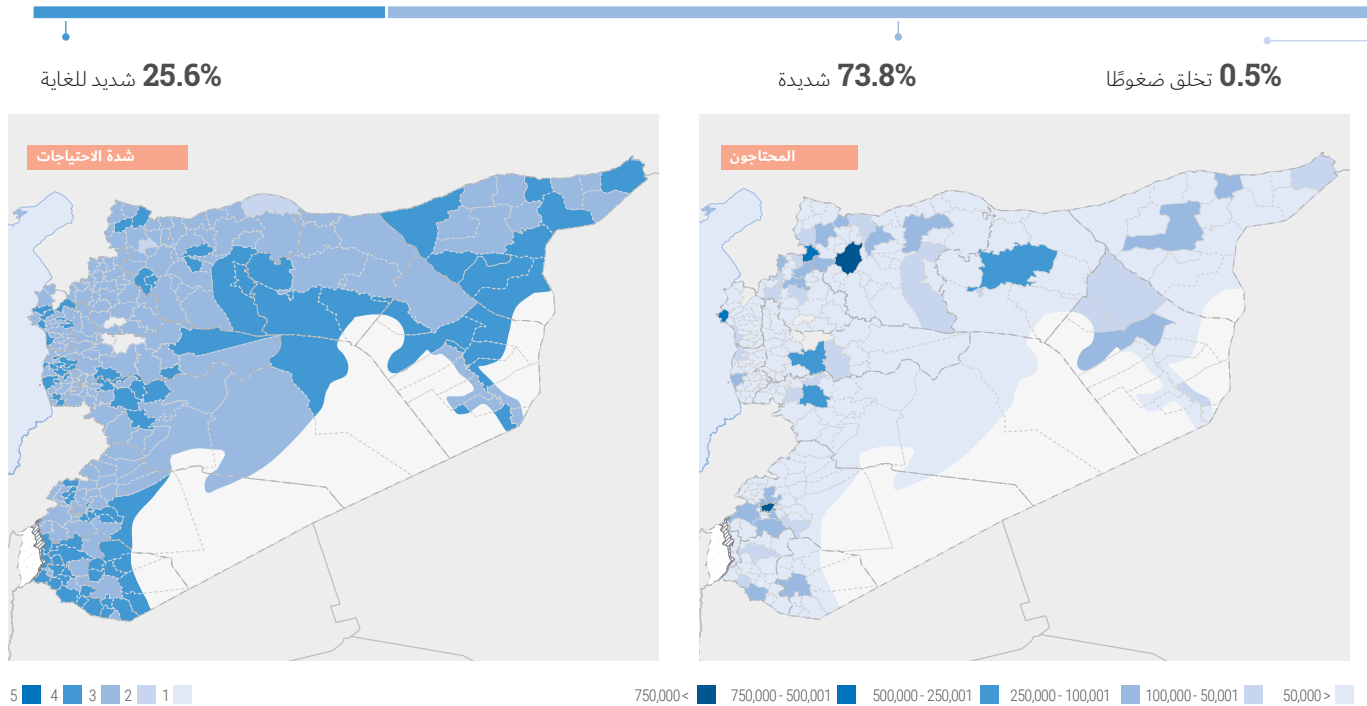 0.5% تخلق ضغوطًا
73.8% شديدة
25.6% شديد للغاية
المحتاجون
شدة الاحتياجات
50,000 >
100,000 - 50,001
250,000 - 100,001
500,000 - 250,001
750,000 - 500,001
750,000 <
1
2
3
4
5